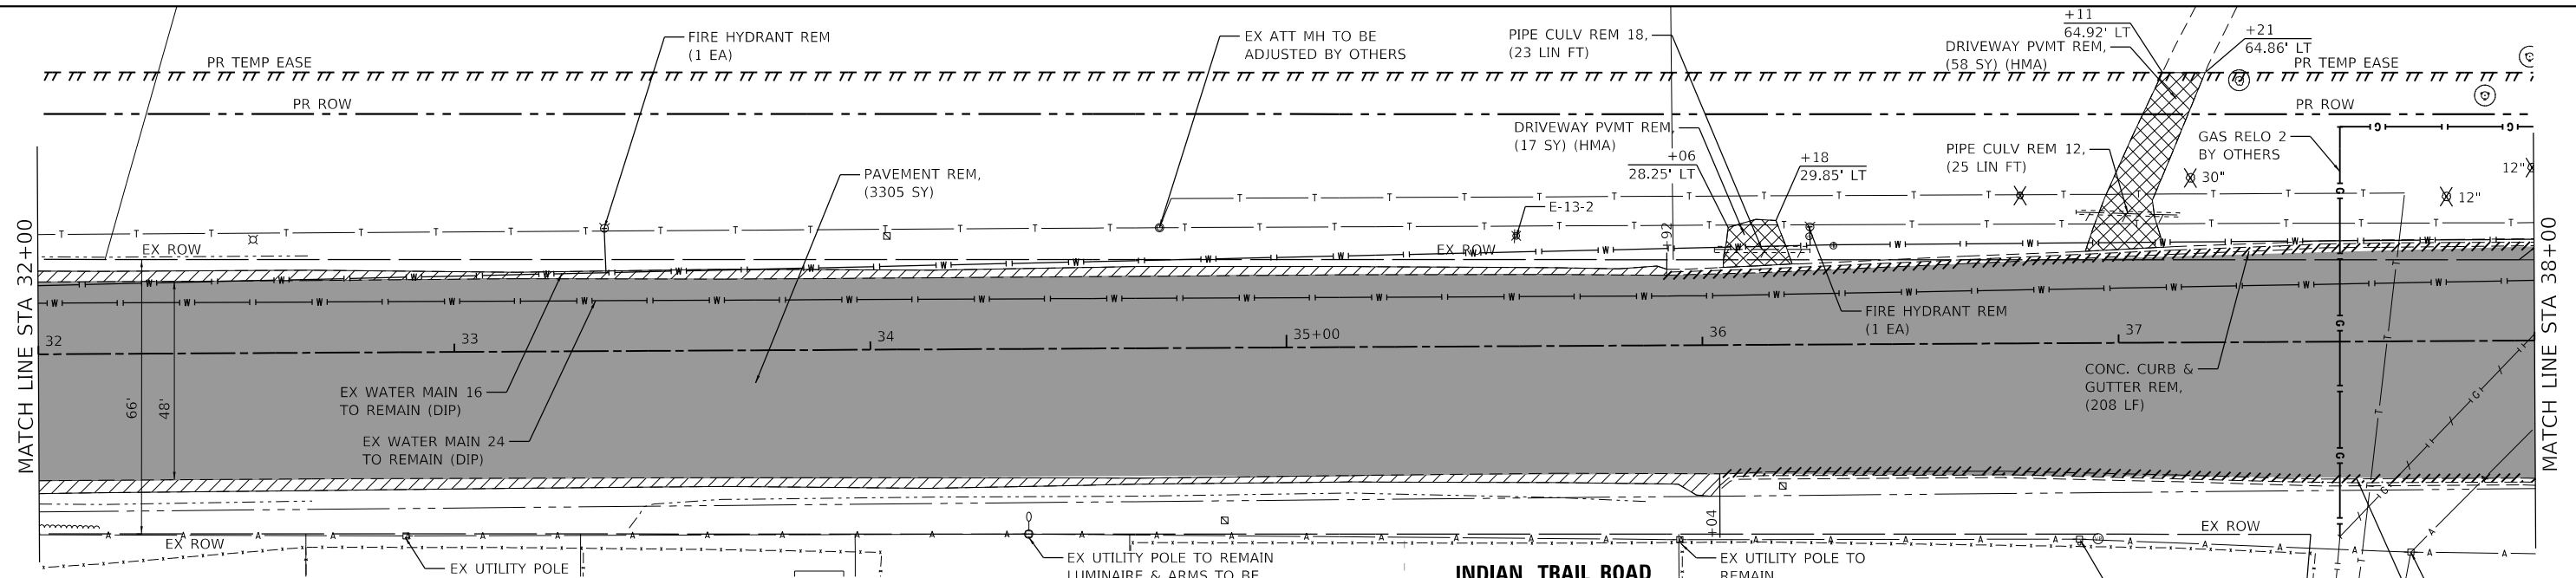 FIRE HYDRANT REM
(1 EA)
EX ATT MH TO BE
ADJUSTED BY OTHERS
PIPE CULV REM 18,
(23 LIN FT)
+11
64.92' LT
DRIVEWAY PVMT REM,
(58 SY) (HMA)
+21
64.86' LT
PR TEMP EASE
PR TEMP EASE
PR ROW
PR ROW
DRIVEWAY PVMT REM,
(17 SY) (HMA)
+06
28.25' LT
+18
29.85' LT
PIPE CULV REM 12,
(25 LIN FT)
GAS RELO 2
BY OTHERS
30"
12"
12"
PAVEMENT REM,
(3305 SY)
E-13-2
+92
EX ROW
EX ROW
MATCH LINE STA 32+00
MATCH LINE STA 38+00
FIRE HYDRANT REM
(1 EA)
32
33
34
35+00
36
37
EX WATER MAIN 16
TO REMAIN (DIP)
EX WATER MAIN 24
TO REMAIN (DIP)
66'
48'
CONC. CURB &
GUTTER REM,
(208 LF)
+04
EX ROW
EX ROW
EX UTILITY POLE
EX UTILITY POLE TO REMAIN
LUMINAIRE & ARMS TO BE
INDIAN TRAIL ROAD
EX UTILITY POLE TO
REMAIN